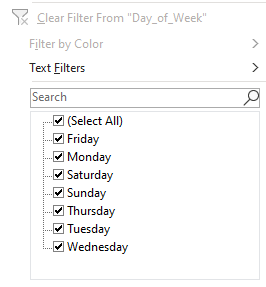 Clear Filter From "Day_of_Week"
Filter by Color
Text Filters
Search
(Select All)
Friday
Monday
Saturday
Sunday
Thursday
Tuesday
Wednesday